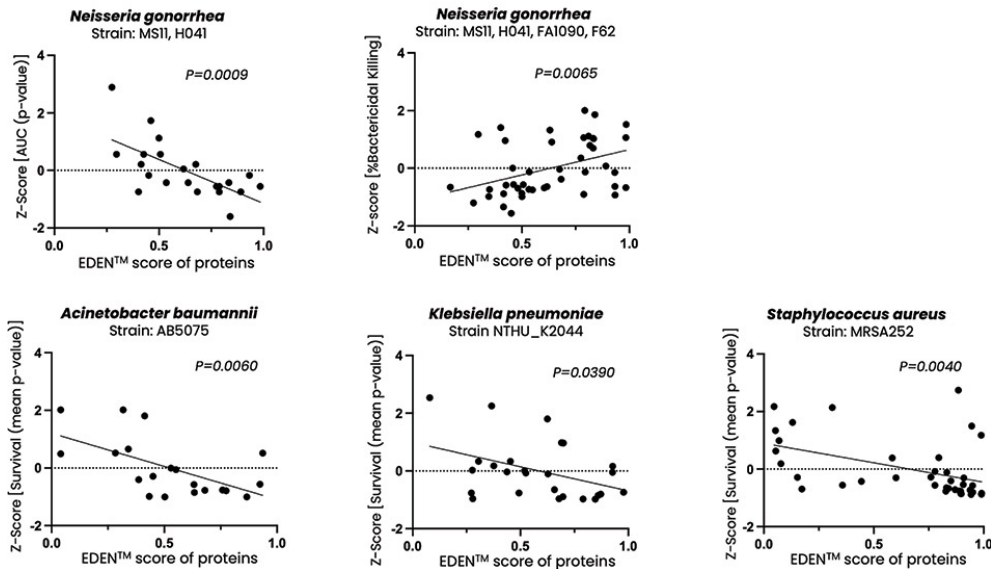 Neisseria gonorrhea
Strain: MS11, H041
Z-Score [AUC (p-value)]
P=0.0009
4
2
0
-2
0.0
0.5
1.0
EDEN™ score of proteins
Neisseria gonorrhea
Strain: MS11, H041, FA1090, F62
Z-score [%Bactericidal Killing]
P=0.0065
4
2
0
-2
0.0
0.5
1.0
EDEN™ score of proteins
Acinetobacter baumannii
Strain: AB5075
Z-Score [Survival (mean p-value)]
P=0.0060
4
2
0
-2
0.0
0.5
1.0
EDEN™ score of proteins
Klebsiella pneumoniae
Strain NTHU_K2044
Z-Score [Survival (mean p-value)]
P=0.0390
4
2
0
-2
0.0
0.5
1.0
EDEN™ score of proteins
Staphylococcus aureus
Strain: MRSA252
Z-Score [Survival (mean p-value)]
P=0.0040
4
2
0
-2
0.0
0.5
1.0
EDEN™ score of proteins